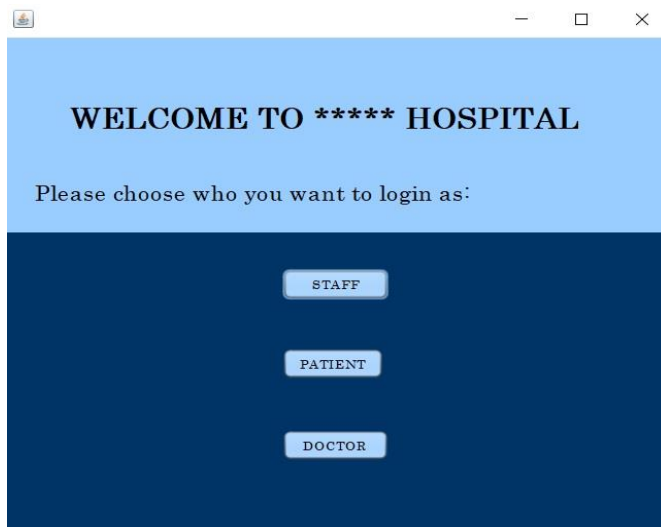 WELCOME TO ***** HOSPITAL
Please choose who you want to login as:
STAFF
PATIENT
DOCTOR